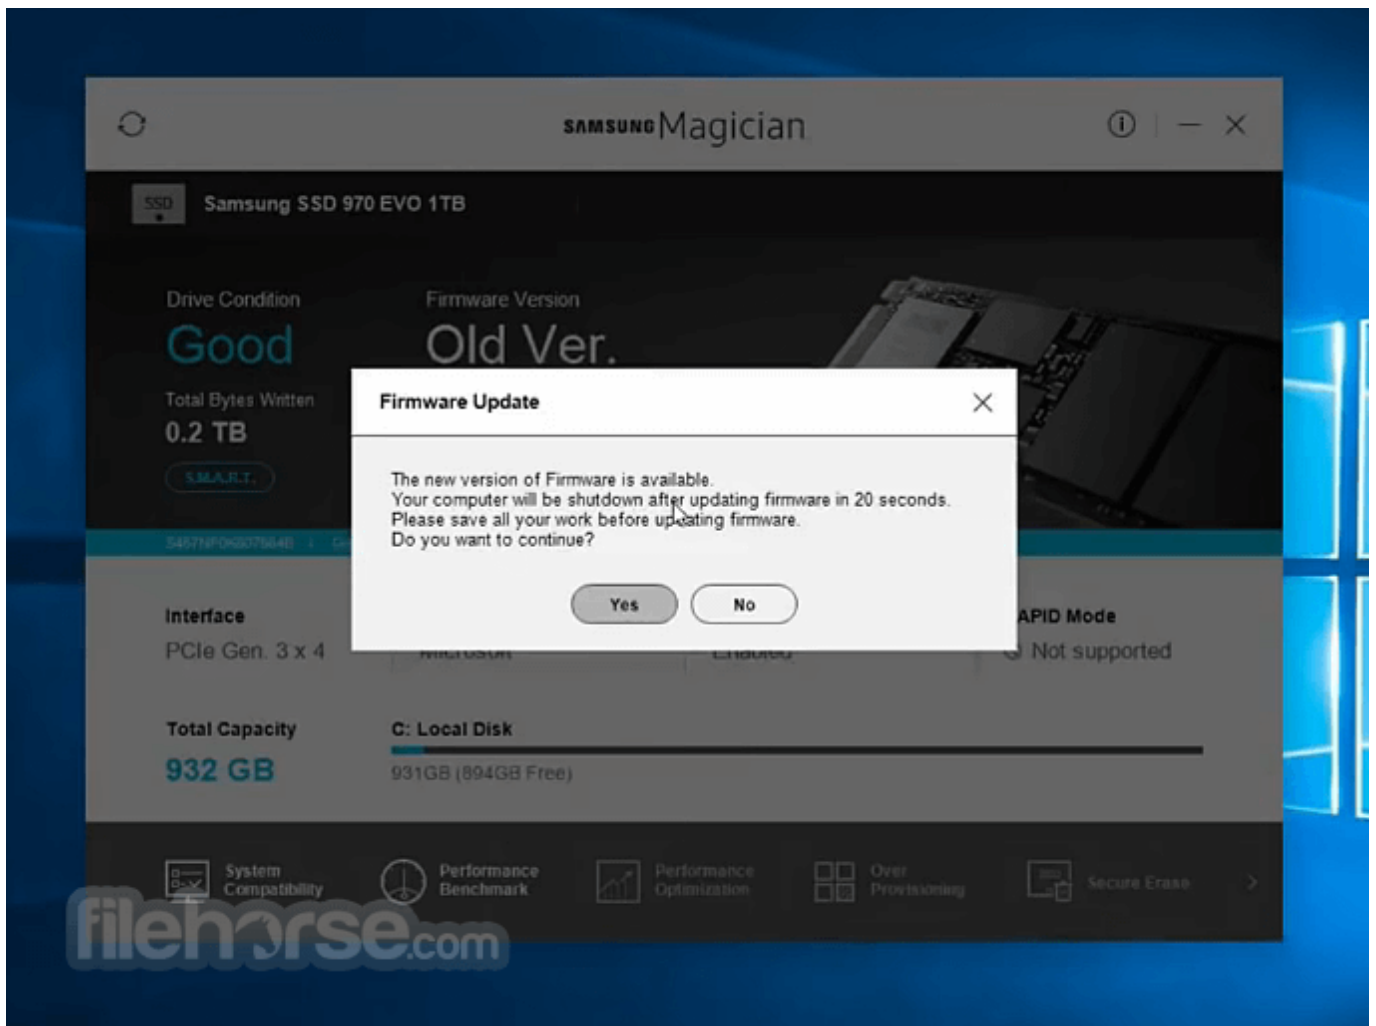 SAMSUNG Magician
SSD
Samsung SSD 970 EVO 1TB
Drive Condition
Firmware Version
Good
Old Ver.
Total Bytes Written
0.2 TB
S.M.A.R.T.
Firmware Update
The new version of Firmware is available.
Your computer will be shutdown after updating firmware in 20 seconds.
Please save all your work before updating firmware.
Do you want to continue?
Yes
No
Interface
APID Mode
PCIe Gen. 3 x 4
Microsoft
Enabled
Not supported
Total Capacity
C: Local Disk
932 GB
931GB (894GB Free)
System
Compatibility
Performance
Benchmark
Performance
Optimization
Over
Provisioning
Secure Erase
filehorse.com